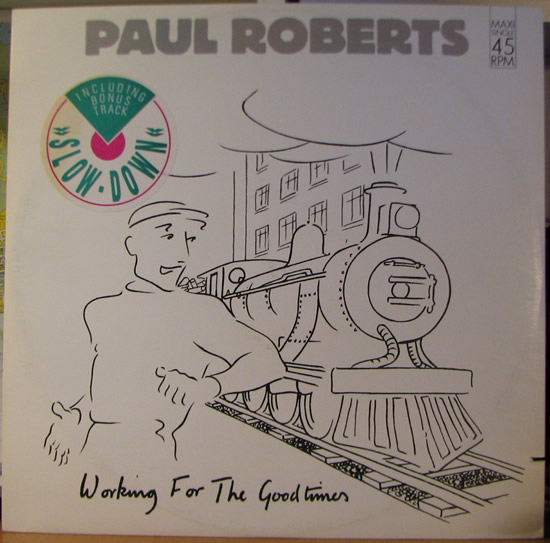 PAUL ROBERTS
MAXI
SINGLE
45
RPM
INCLUDING
BONUS
TRACK
"SLOW·DOWN"
Working For The Goodtimes